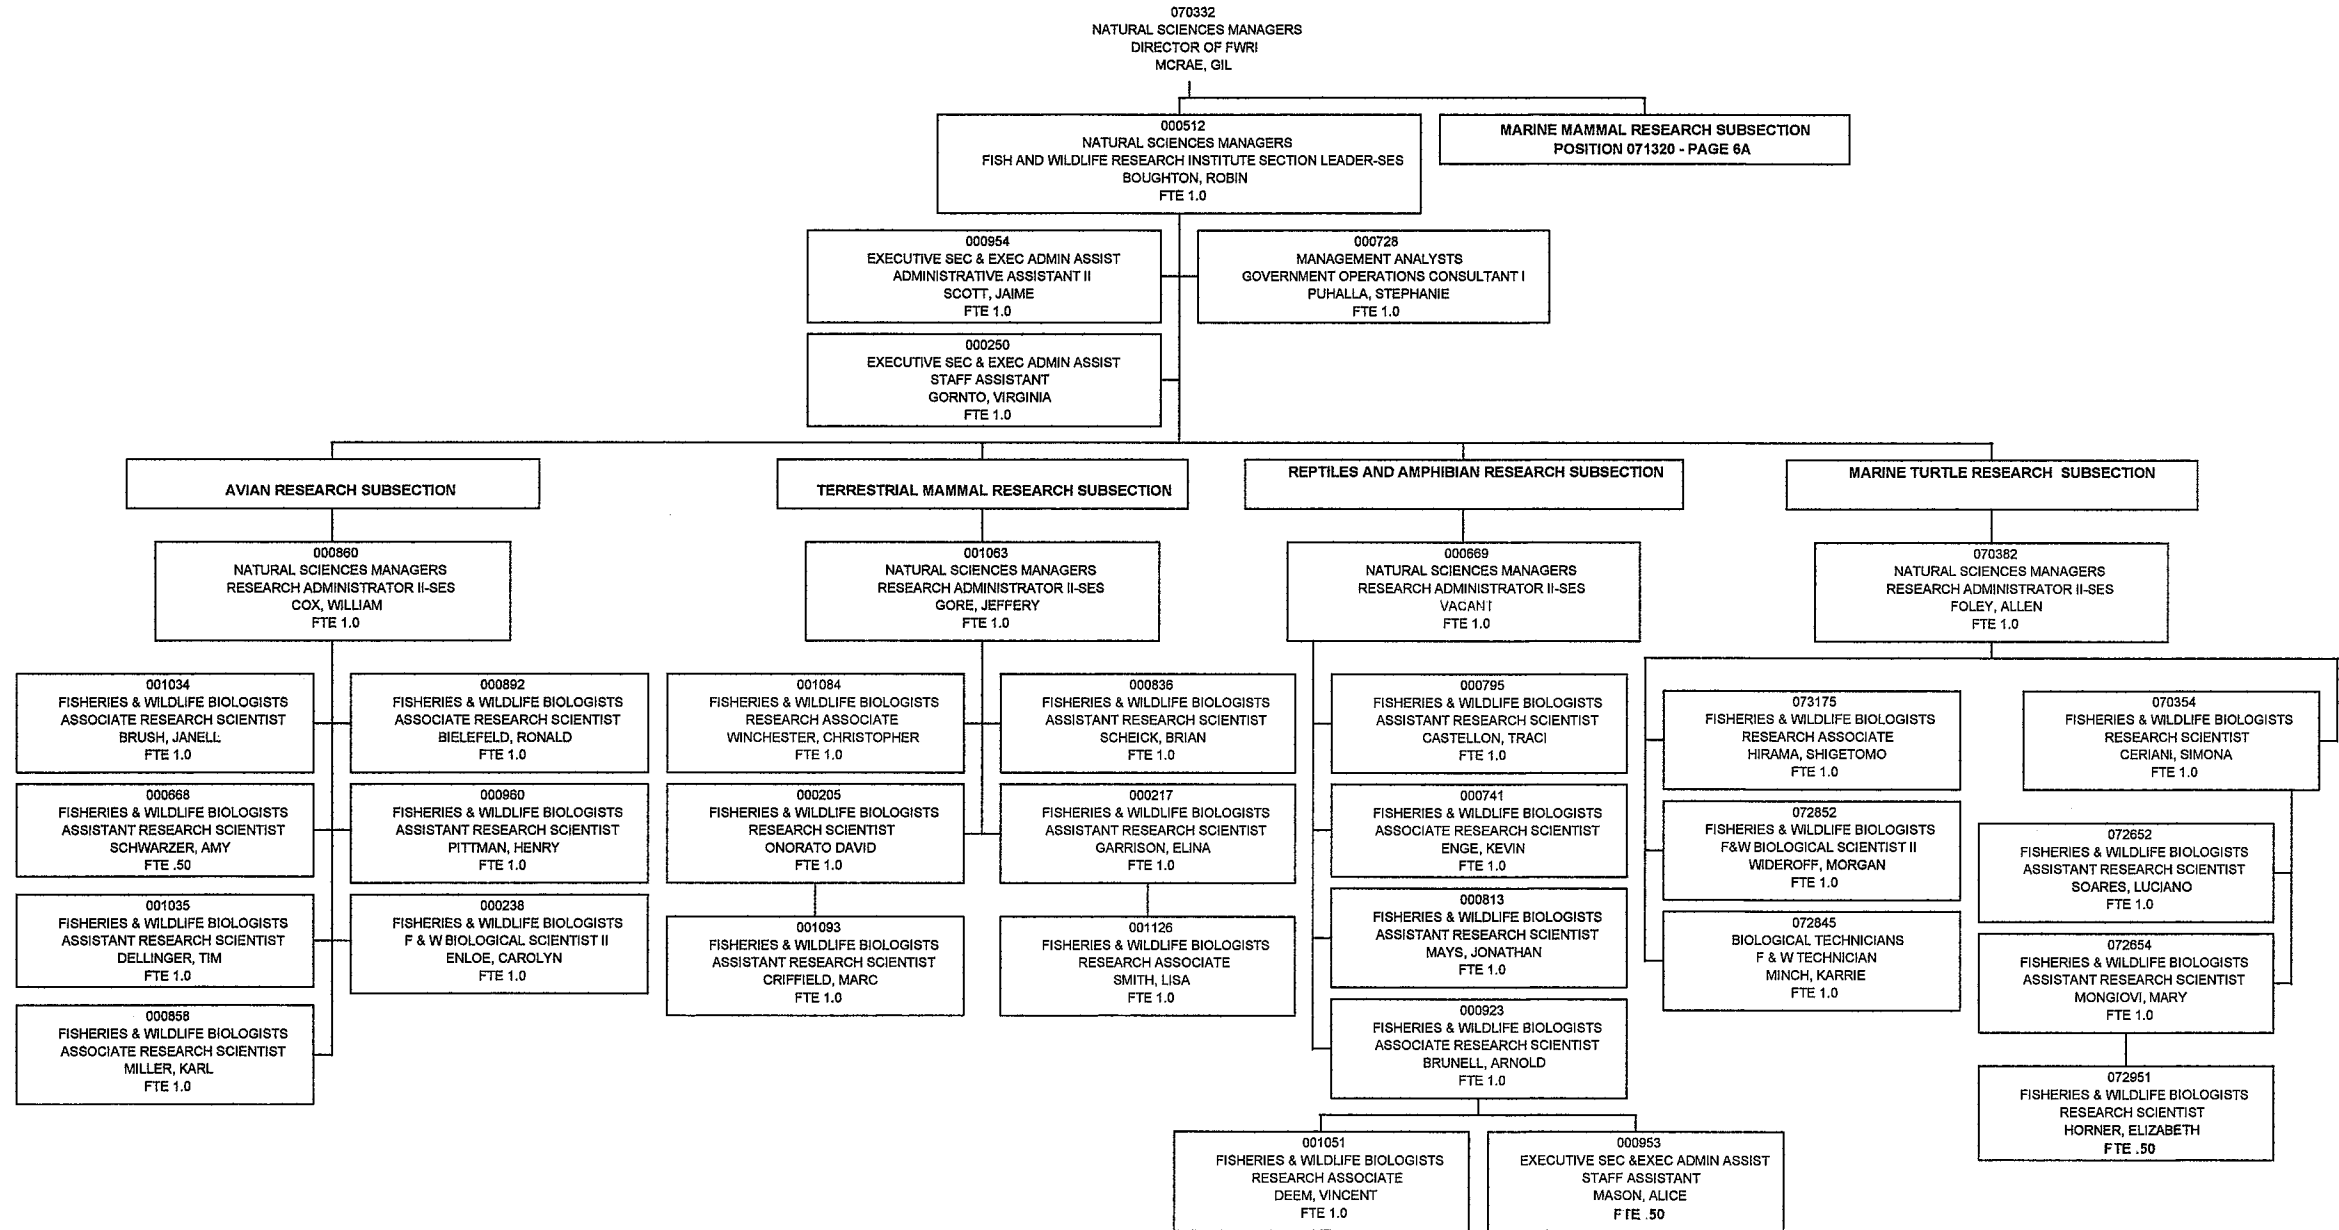 070332
NATURAL SCIENCES MANAGERS
DIRECTOR OF FWRI
MCRAE, GIL
000512
NATURAL SCIENCES MANAGERS
FISH AND WILDLIFE RESEARCH INSTITUTE SECTION LEADER-SES
BOUGHTON, ROBIN
FTE 1.0
MARINE MAMMAL RESEARCH SUBSECTION
POSITION 071320 - PAGE 6A
000954
EXECUTIVE SEC & EXEC ADMIN ASSIST
ADMINISTRATIVE ASSISTANT II
SCOTT, JAIME
FTE 1.0
000728
MANAGEMENT ANALYSTS
GOVERNMENT OPERATIONS CONSULTANT I
PUHALLA, STEPHANIE
FTE 1.0
000250
EXECUTIVE SEC & EXEC ADMIN ASSIST
STAFF ASSISTANT
GORNTO, VIRGINIA
FTE 1.0
AVIAN RESEARCH SUBSECTION
TERRESTRIAL MAMMAL RESEARCH SUBSECTION
REPTILES AND AMPHIBIAN RESEARCH SUBSECTION
MARINE TURTLE RESEARCH SUBSECTION
000860
NATURAL SCIENCES MANAGERS
RESEARCH ADMINISTRATOR II-SES
COX, WILLIAM
FTE 1.0
001063
NATURAL SCIENCES MANAGERS
RESEARCH ADMINISTRATOR II-SES
GORE, JEFFERY
FTE 1.0
000669
NATURAL SCIENCES MANAGERS
RESEARCH ADMINISTRATOR II-SES
VACANT
FTE 1.0
070382
NATURAL SCIENCES MANAGERS
RESEARCH ADMINISTRATOR II-SES
FOLEY, ALLEN
FTE 1.0
001034
FISHERIES & WILDLIFE BIOLOGISTS
ASSOCIATE RESEARCH SCIENTIST
BRUSH, JANELL
FTE 1.0
000892
FISHERIES & WILDLIFE BIOLOGISTS
ASSOCIATE RESEARCH SCIENTIST
BIELEFELD, RONALD
FTE 1.0
000668
FISHERIES & WILDLIFE BIOLOGISTS
ASSISTANT RESEARCH SCIENTIST
SCHWARZER, AMY
FTE .50
000960
FISHERIES & WILDLIFE BIOLOGISTS
ASSISTANT RESEARCH SCIENTIST
PITTMAN, HENRY
FTE 1.0
001035
FISHERIES & WILDLIFE BIOLOGISTS
ASSISTANT RESEARCH SCIENTIST
DELLINGER, TIM
FTE 1.0
000238
FISHERIES & WILDLIFE BIOLOGISTS
F & W BIOLOGICAL SCIENTIST II
ENLOE, CAROLYN
FTE 1.0
000858
FISHERIES & WILDLIFE BIOLOGISTS
ASSOCIATE RESEARCH SCIENTIST
MILLER, KARL
FTE 1.0
001084
FISHERIES & WILDLIFE BIOLOGISTS
RESEARCH ASSOCIATE
WINCHESTER, CHRISTOPHER
FTE 1.0
000836
FISHERIES & WILDLIFE BIOLOGISTS
ASSISTANT RESEARCH SCIENTIST
SCHEICK, BRIAN
FTE 1.0
000205
FISHERIES & WILDLIFE BIOLOGISTS
RESEARCH SCIENTIST
ONORATO DAVID
FTE 1.0
000217
FISHERIES & WILDLIFE BIOLOGISTS
ASSISTANT RESEARCH SCIENTIST
GARRISON, ELINA
FTE 1.0
001093
FISHERIES & WILDLIFE BIOLOGISTS
ASSISTANT RESEARCH SCIENTIST
CRIFFIELD, MARC
FTE 1.0
001126
FISHERIES & WILDLIFE BIOLOGISTS
RESEARCH ASSOCIATE
SMITH, LISA
FTE 1.0
000795
FISHERIES & WILDLIFE BIOLOGISTS
ASSISTANT RESEARCH SCIENTIST
CASTELLON, TRACI
FTE 1.0
000741
FISHERIES & WILDLIFE BIOLOGISTS
ASSOCIATE RESEARCH SCIENTIST
ENGE, KEVIN
FTE 1.0
000813
FISHERIES & WILDLIFE BIOLOGISTS
ASSISTANT RESEARCH SCIENTIST
MAYS, JONATHAN
FTE 1.0
000923
FISHERIES & WILDLIFE BIOLOGISTS
ASSOCIATE RESEARCH SCIENTIST
BRUNELL, ARNOLD
FTE 1.0
001051
FISHERIES & WILDLIFE BIOLOGISTS
RESEARCH ASSOCIATE
DEEM, VINCENT
FTE 1.0
000953
EXECUTIVE SEC &EXEC ADMIN ASSIST
STAFF ASSISTANT
MASON, ALICE
FTE .50
073175
FISHERIES & WILDLIFE BIOLOGISTS
RESEARCH ASSOCIATE
HIRAMA, SHIGETOMO
FTE 1.0
072852
FISHERIES & WILDLIFE BIOLOGISTS
F&W BIOLOGICAL SCIENTIST II
WIDEROFF, MORGAN
FTE 1.0
072845
BIOLOGICAL TECHNICIANS
F & W TECHNICIAN
MINCH, KARRIE
FTE 1.0
070354
FISHERIES & WILDLIFE BIOLOGISTS
RESEARCH SCIENTIST
CERIANI, SIMONA
FTE 1.0
072652
FISHERIES & WILDLIFE BIOLOGISTS
ASSISTANT RESEARCH SCIENTIST
SOARES, LUCIANO
FTE 1.0
072654
FISHERIES & WILDLIFE BIOLOGISTS
ASSISTANT RESEARCH SCIENTIST
MONGIOVI, MARY
FTE 1.0
072951
FISHERIES & WILDLIFE BIOLOGISTS
RESEARCH SCIENTIST
HORNER, ELIZABETH
FTE .50